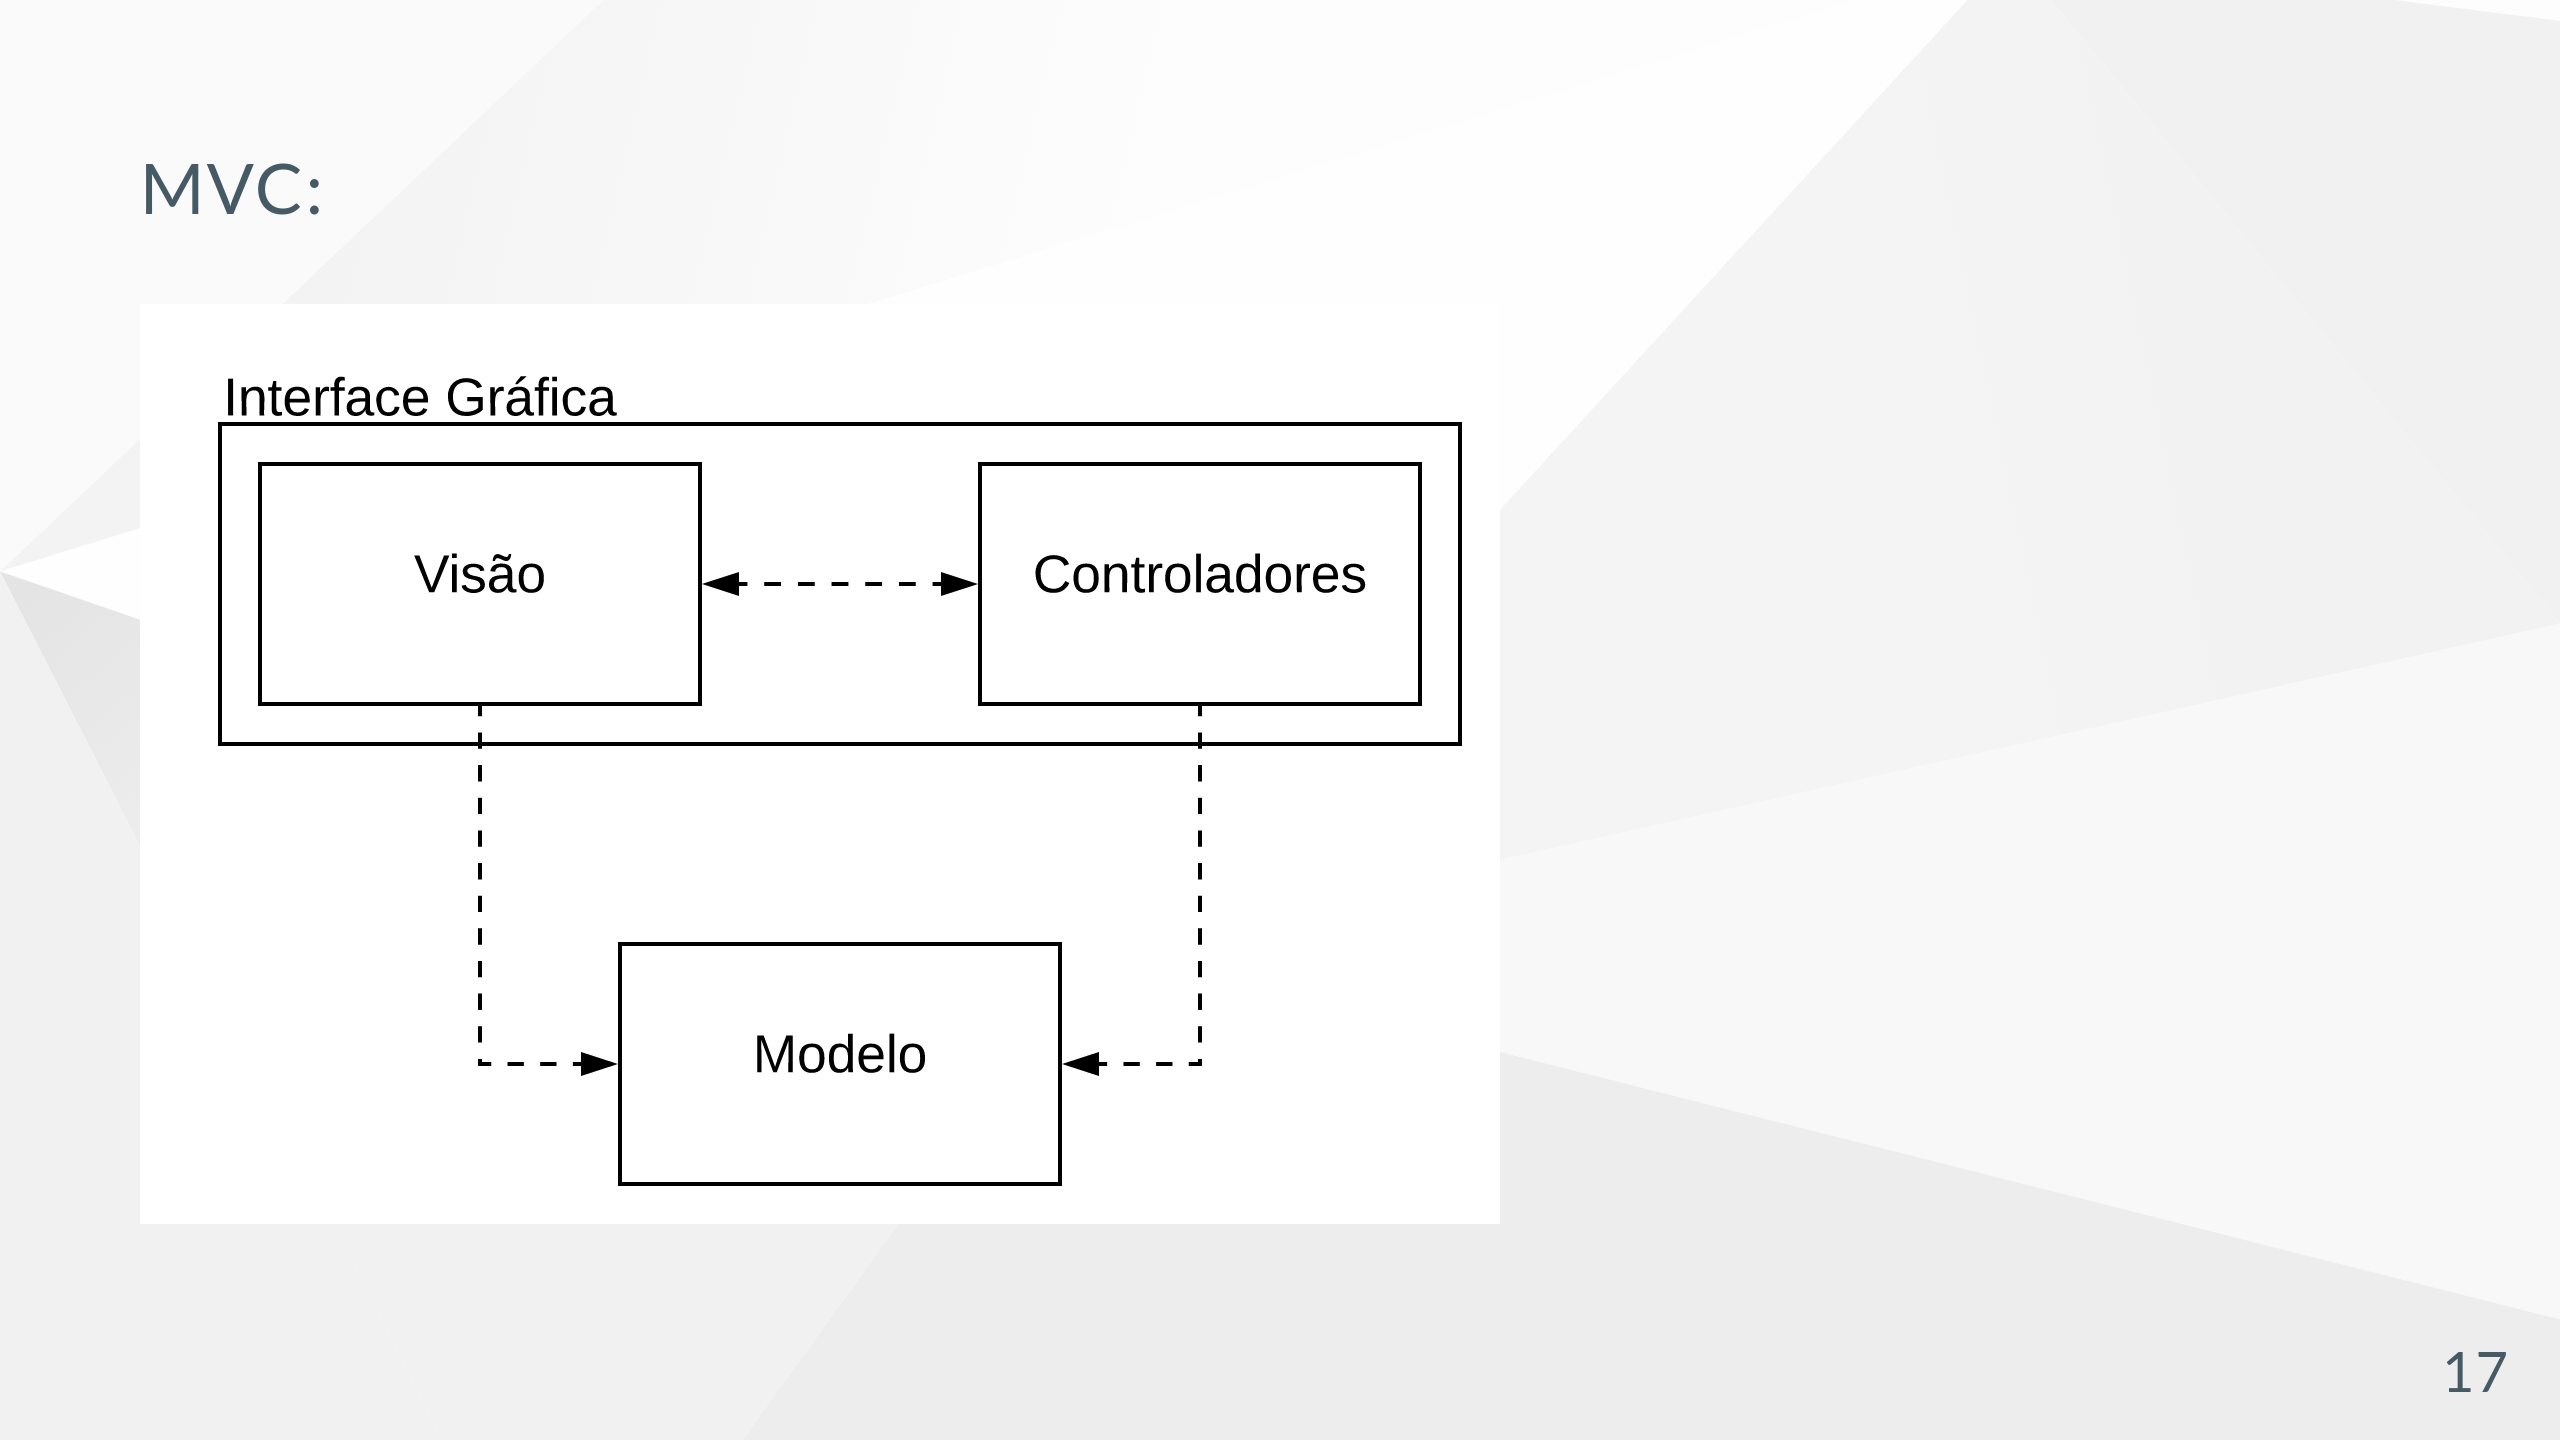 MVC:
Interface Gráfica
Visão
Controladores
Modelo
17